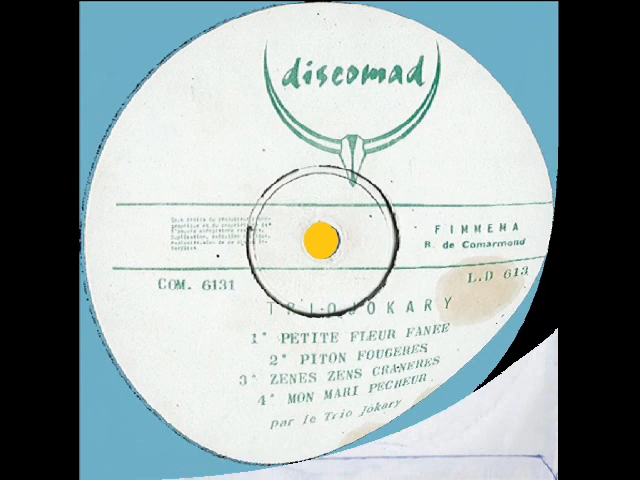 discomad
FIMMEMA
R. de Comarmond
COM. 6131
L.D 613
TRIO JOKARY
1° PETITE FLEUR FANEE
2° PITON FOUGERES
3° ZENES ZENS CRANERES
4° MON MARI PECHEUR
par le Trio Jokary